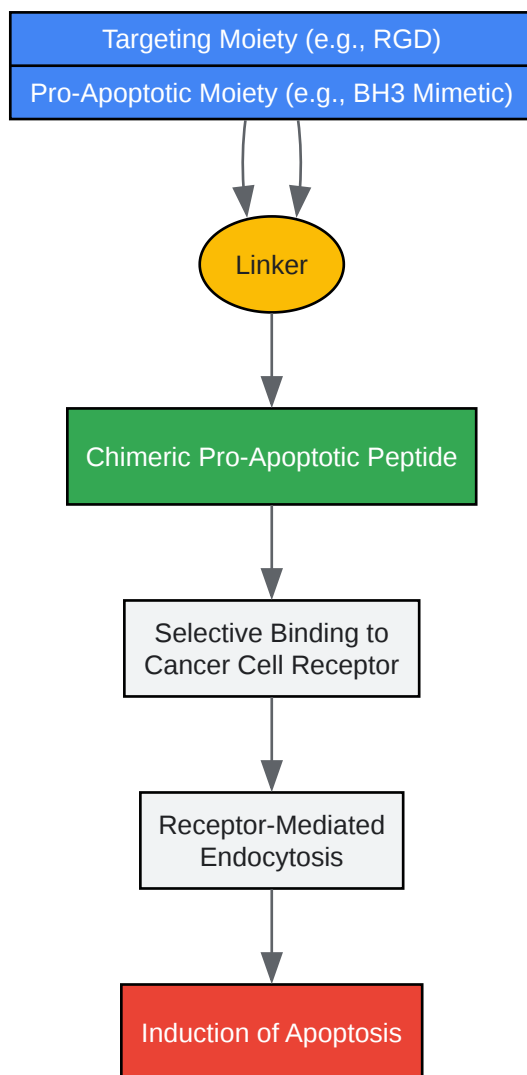 Targeting Moiety (e.g., RGD)
Pro-Apoptotic Moiety (e.g., BH3 Mimetic)
Linker
Chimeric Pro-Apoptotic Peptide
Selective Binding to
Cancer Cell Receptor
Receptor-Mediated
Endocytosis
Induction of Apoptosis